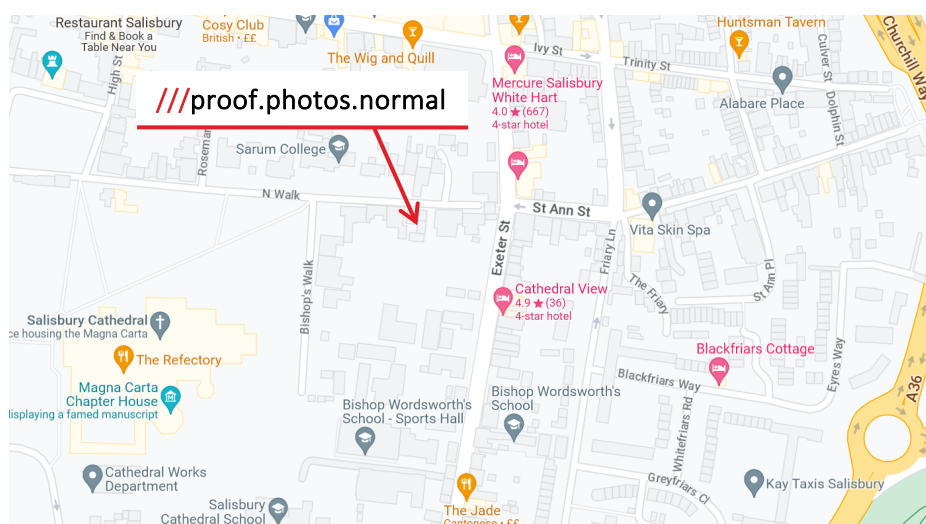 Restaurant Salisbury
Find & Book a
Table Near You
High St
Cosy Club
British • ££
The Wig and Quill
Ivy St
Trinity St
Huntsman Tavern
Culver St
Churchill Way
Mercure Salisbury
White Hart
4.0 ★ (667)
4-star hotel
Alabare Place
Dolphin St
///proof.photos.normal
Sarum College
N Walk
St Ann St
Exeter St
Friary Ln
Vita Skin Spa
Bishop's Walk
The Friary
St Ann Pl
Cathedral View
4.9 ★ (36)
4-star hotel
Salisbury Cathedral
ce housing the Magna Carta
The Refectory
Magna Carta
Chapter House
displaying a famed manuscript
Blackfriars Cottage
Blackfriars Way
Eyres Way
A36
Bishop Wordsworth's
School - Sports Hall
Bishop Wordsworth's
School
Whitefriars Rd
Cathedral Works
Department
Greyfriars Cl
Kay Taxis Salisbury
Salisbury
Cathedral School
The Jade
Cantonese • ££